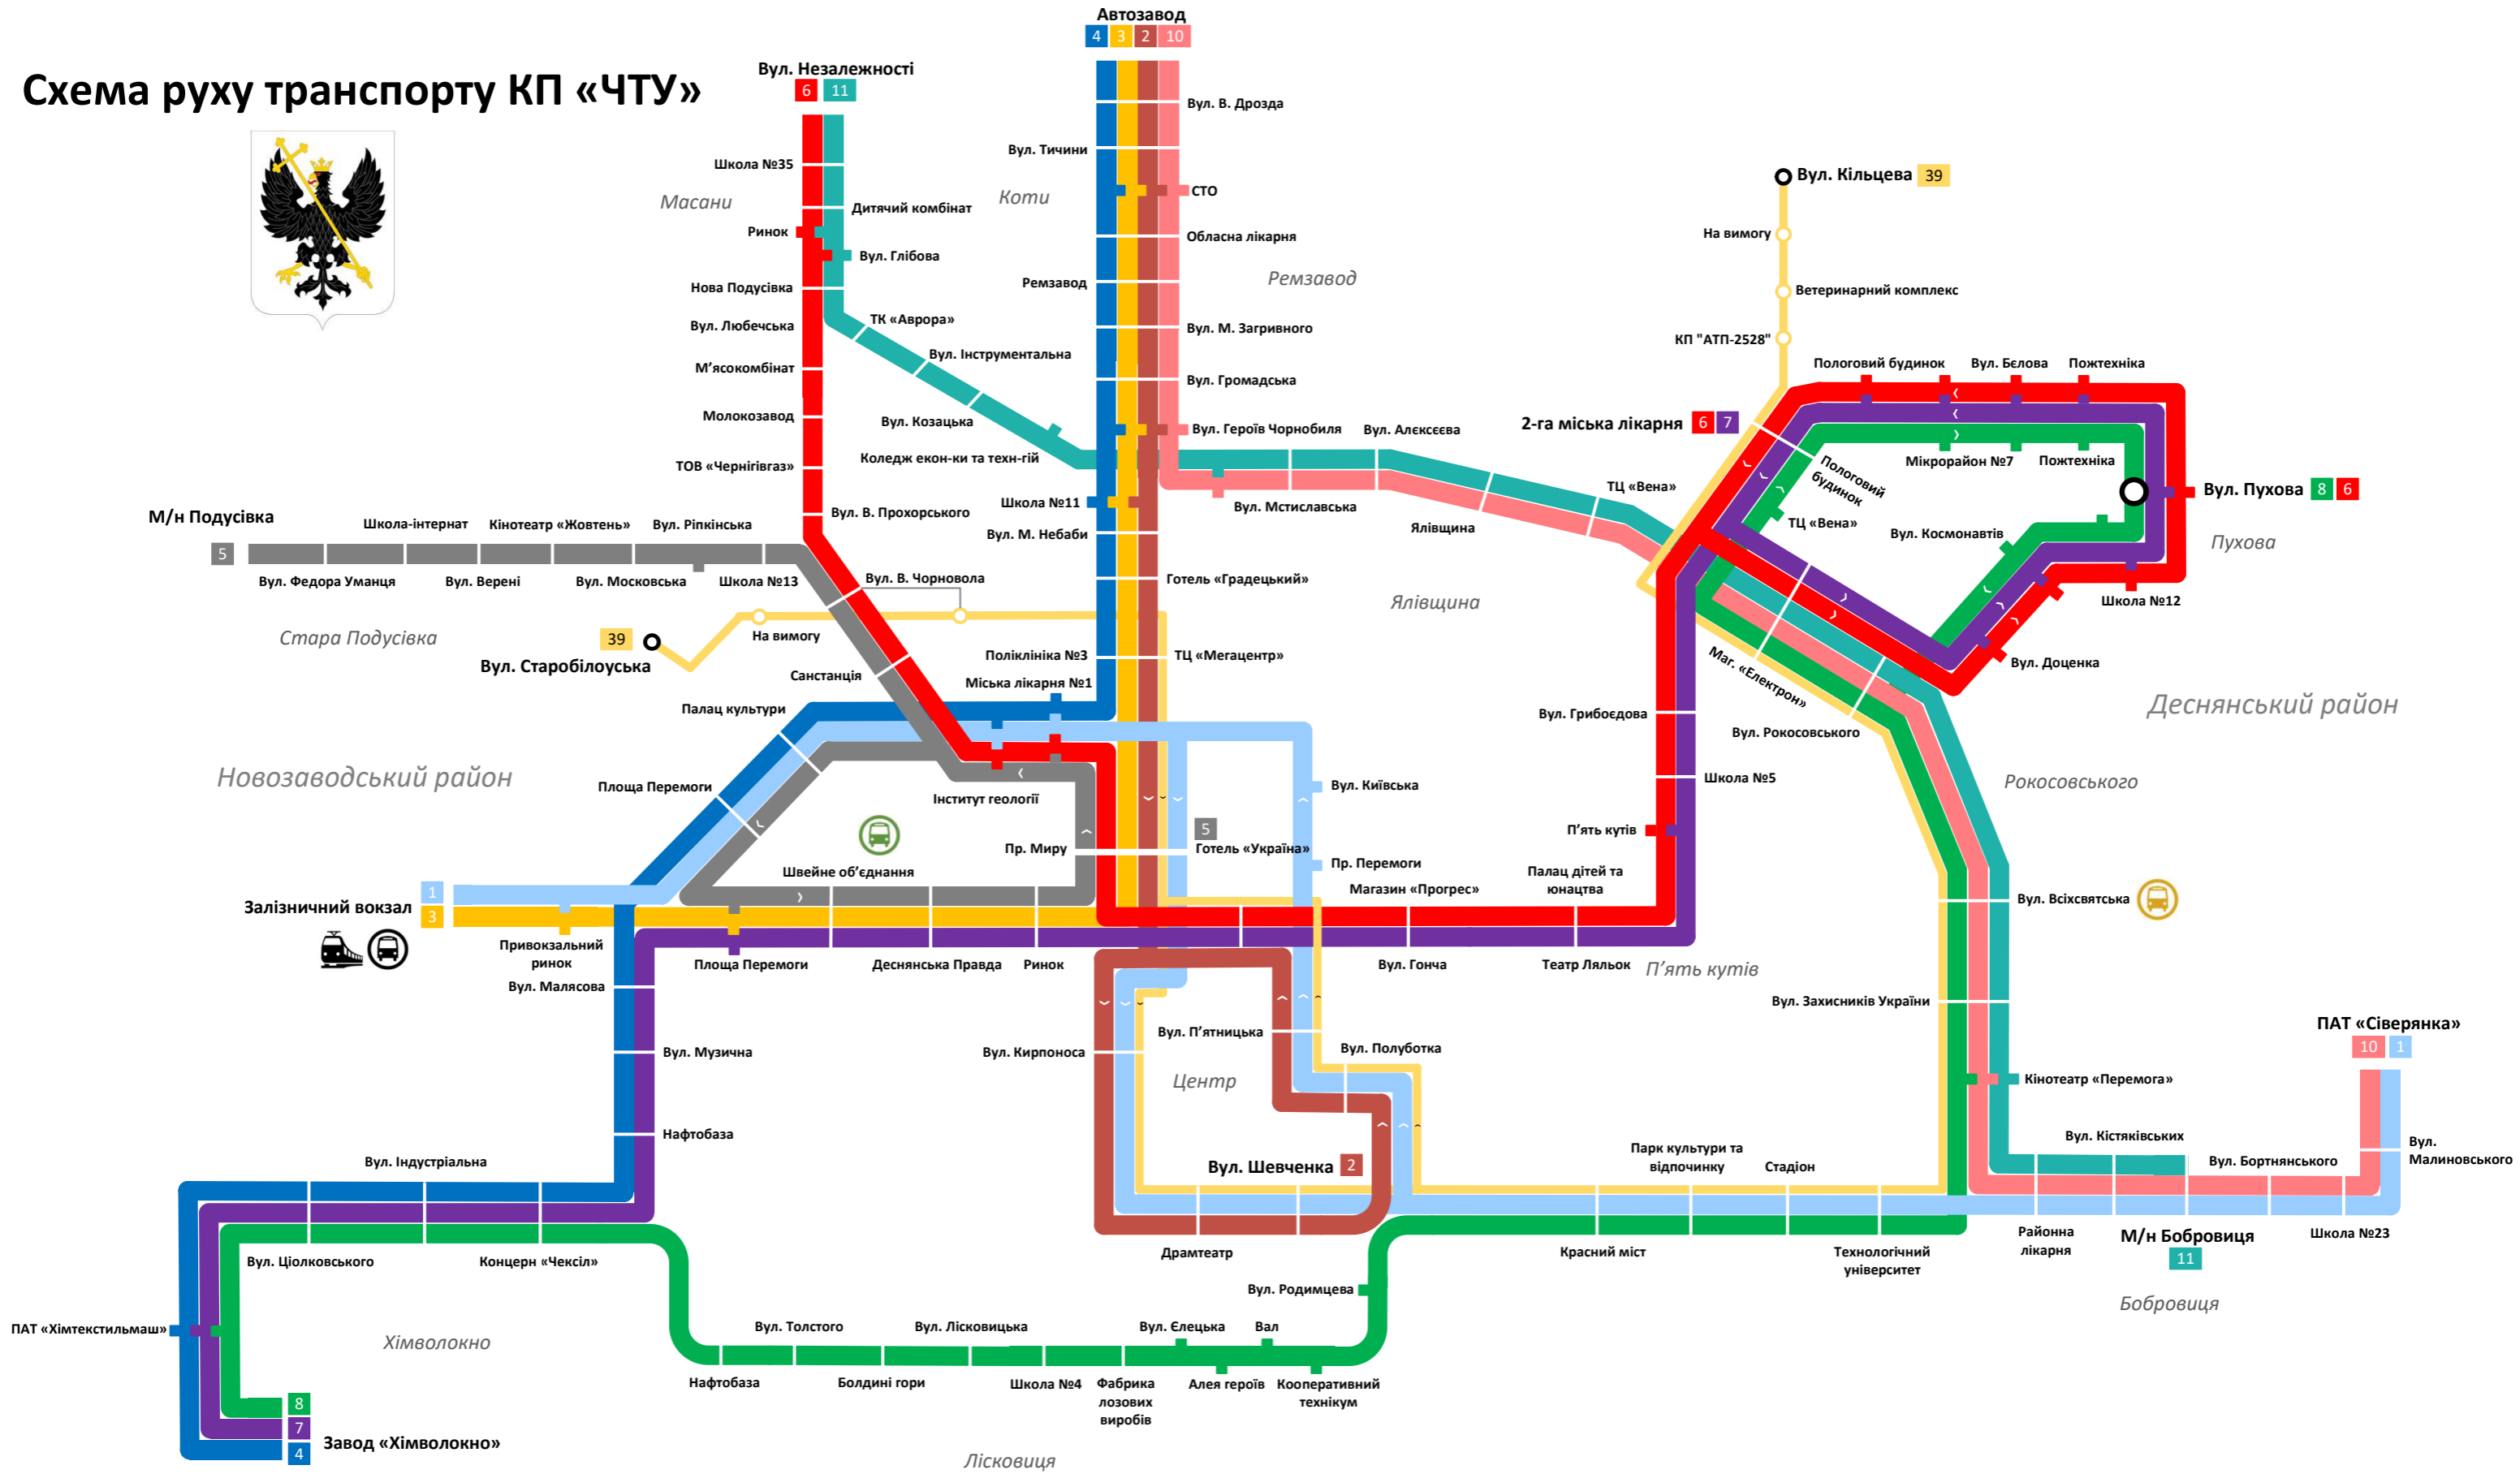 Автозавод
4 3 2 10
Схема руху транспорту КП «ЧТУ»
Вул. Незалежності
6 11
Вул. В. Дрозда
Вул. Тичини
СТО
Обласна лікарня
Ремзавод
Вул. М. Загривного
Вул. Громадська
Вул. Героїв Чорнобиля
Школа №11
Вул. М. Небаби
Готель «Градецький»
Поліклініка №3
ТЦ «Мегацентр»
Міська лікарня №1
Коти
Ремзавод
Масани
Школа №35
Дитячий комбінат
Ринок
Вул. Глібова
Нова Подусівка
ТК «Аврора»
Вул. Любечська
Вул. Інструментальна
М'ясокомбінат
Молокозавод
Вул. Козацька
ТОВ «Чернігівгаз»
Коледж екон-ки та техн-гій
Вул. В. Прохорського
Вул. Алєксєєва
Вул. Мстиславська
Ялівщина
ТЦ «Вена»
Ялівщина
Вул. Кільцева 39
На вимогу
Ветеринарний комплекс
КП "АТП-2528"
Пологовий будинок
Вул. Бєлова
Пожтехніка
2-га міська лікарня 6 7
Мікрорайон №7
Пожтехніка
Пологовий
будинок
ТЦ «Вена»
Вул. Космонавтів
Вул. Пухова 8 6
Пухова
Школа №12
Вул. Доценка
Маг. «Електрон»
Вул. Рокосовського
Деснянський район
Рокосовського
М/н Подусівка
5
Школа-інтернат
Кінотеатр «Жовтень»
Вул. Ріпкінська
Вул. Федора Уманця
Вул. Верені
Вул. Московська
Школа №13
Вул. В. Чорновола
Стара Подусівка
39
Вул. Старобілоуська
На вимогу
Санстанція
Палац культури
Площа Перемоги
Новозаводський район
Інститут геології
Швейне об'єднання
Пр. Миру
5
Готель «Україна»
Вул. Київська
Пр. Перемоги
Магазин «Прогрес»
Палац дітей та
юнацтва
Вул. Грибоєдова
Школа №5
П'ять кутів
Залізничний вокзал
1
3
Привокзальний
ринок
Площа Перемоги
Деснянська Правда
Ринок
Вул. Гонча
Театр Ляльок
П'ять кутів
Вул. Малясова
Вул. Музична
Нафтобаза
Вул. Кирпоноса
Вул. П'ятницька
Вул. Полуботка
Центр
Вул. Шевченка 2
Драмтеатр
Вул. Всіхсвятська
Вул. Захисників України
Кінотеатр «Перемога»
ПАТ «Сіверянка»
10 1
Вул. Кістяківських
Вул. Бортнянського
Вул.
Малиновського
Парк культури та
відпочинку
Стадіон
Красний міст
Технологічний
університет
Районна
лікарня
М/н Бобровиця
11
Школа №23
Бобровиця
Вул. Індустріальна
Вул. Ціолковського
Концерн «Чексіл»
ПАТ «Хімтекстильмаш»
Хімволокно
8
7
4
Завод «Хімволокно»
Вул. Родимцева
Вул. Толстого
Вул. Лісковицька
Вул. Єлецька
Вал
Нафтобаза
Болдині гори
Школа №4
Фабрика
лозових
виробів
Алея героїв
Кооперативний
технікум
Лісковиця